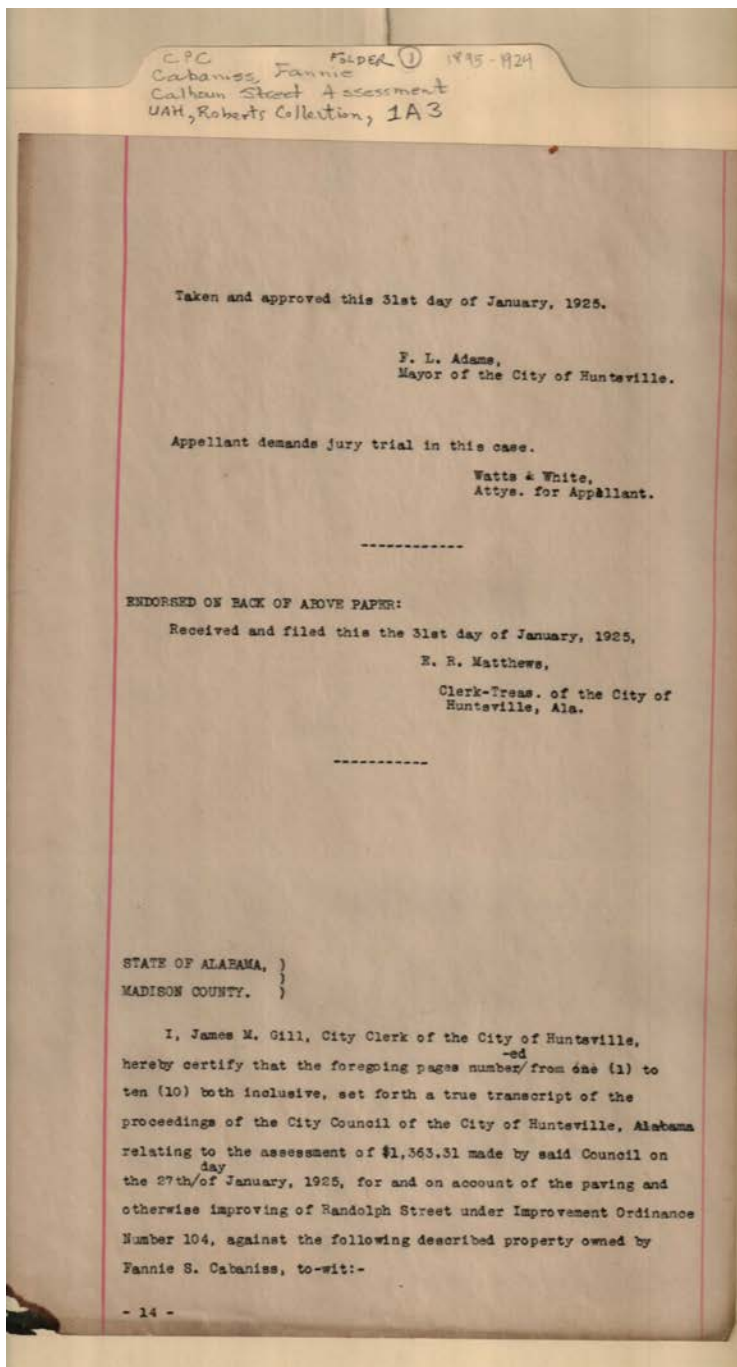 CPC FOLDER 1 1895-1924
Cabaniss, Fannie
Calhoun Street Assessment
UAH, Roberts Collection, 1A3
Taken and approved this 31st day of January, 1925.
F. L. Adams,
Mayor of the City of Huntsville.
Appellant demands jury trial in this case.
Watts & White,
Attys. for Appellant.
------------
ENDORSED ON BACK OF ABOVE PAPER:
Received and filed this the 31st day of January, 1925,
E. R. Matthews,
Clerk-Treas. of the City of
Huntsville, Ala.
-----------
STATE OF ALABAMA, )
)
MADISON COUNTY. )
I, James M. Gill, City Clerk of the City of Huntsville,
-ed
hereby certify that the foregoing pages number/from one (1) to
ten (10) both inclusive, set forth a true transcript of the
proceedings of the City Council of the City of Huntsville, Alabama
relating to the assessment of $1,363.31 made by said Council on
day
the 27th/of January, 1925, for and on account of the paving and
otherwise improving of Randolph Street under Improvement Ordinance
Number 104, against the following described property owned by
Fannie S. Cabaniss, to-wit:-
- 14 -